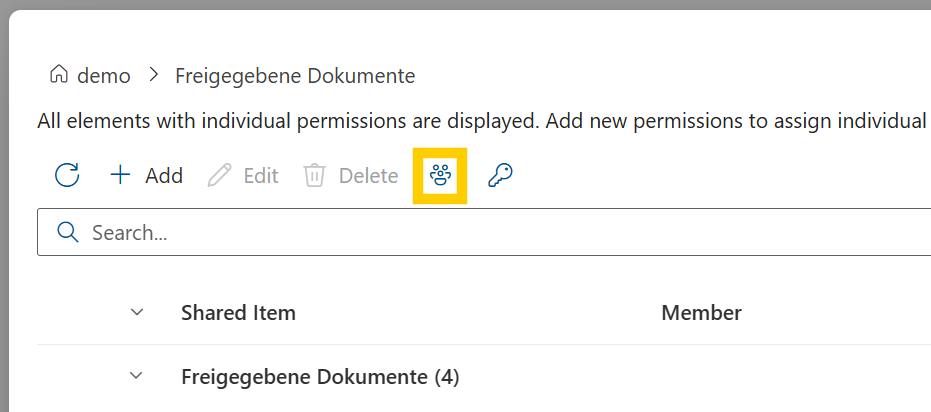 demo > Freigegebene Dokumente
All elements with individual permissions are displayed. Add new permissions to assign individual
Add Edit Delete
Search...
Shared Item Member
Freigegebene Dokumente (4)